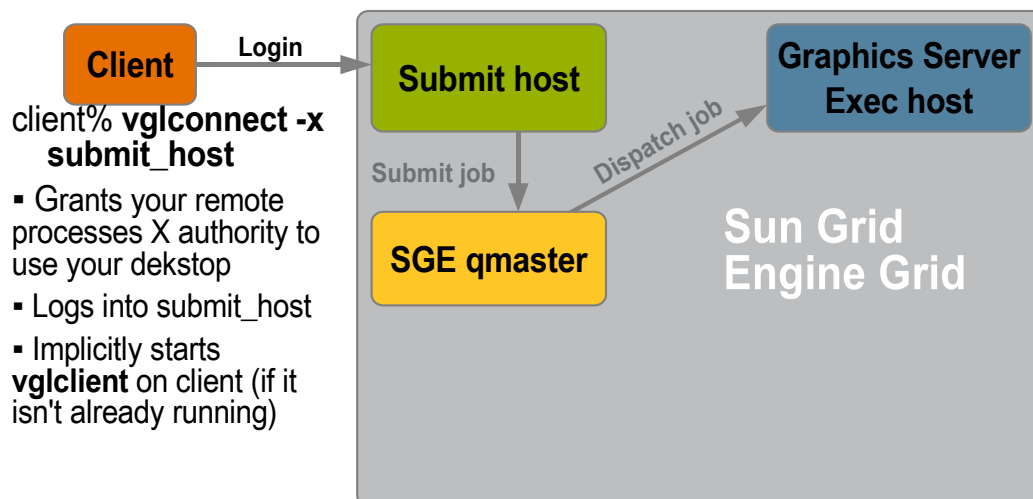 Client
Login
Submit host
Graphics Server
Exec host
client% vglconnect -x
submit_host
Submit job
Dispatch job
▪ Grants your remote
processes X authority to
use your dekstop
SGE qmaster
Sun Grid
Engine Grid
▪ Logs into submit_host
▪ Implicitly starts
vglclient on client (if it
isn't already running)